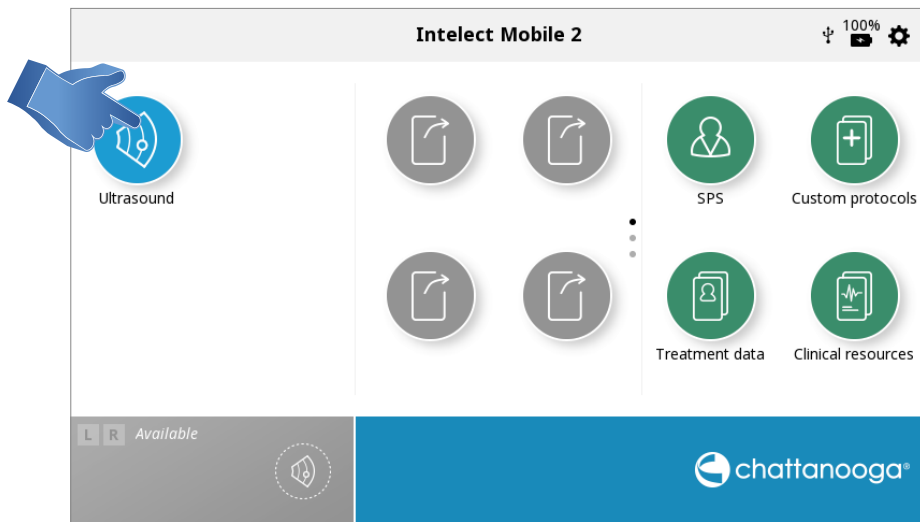 Intelect Mobile 2
100%
Ultrasound
SPS
Custom protocols
Treatment data
Clinical resources
L R Available
chattanooga®